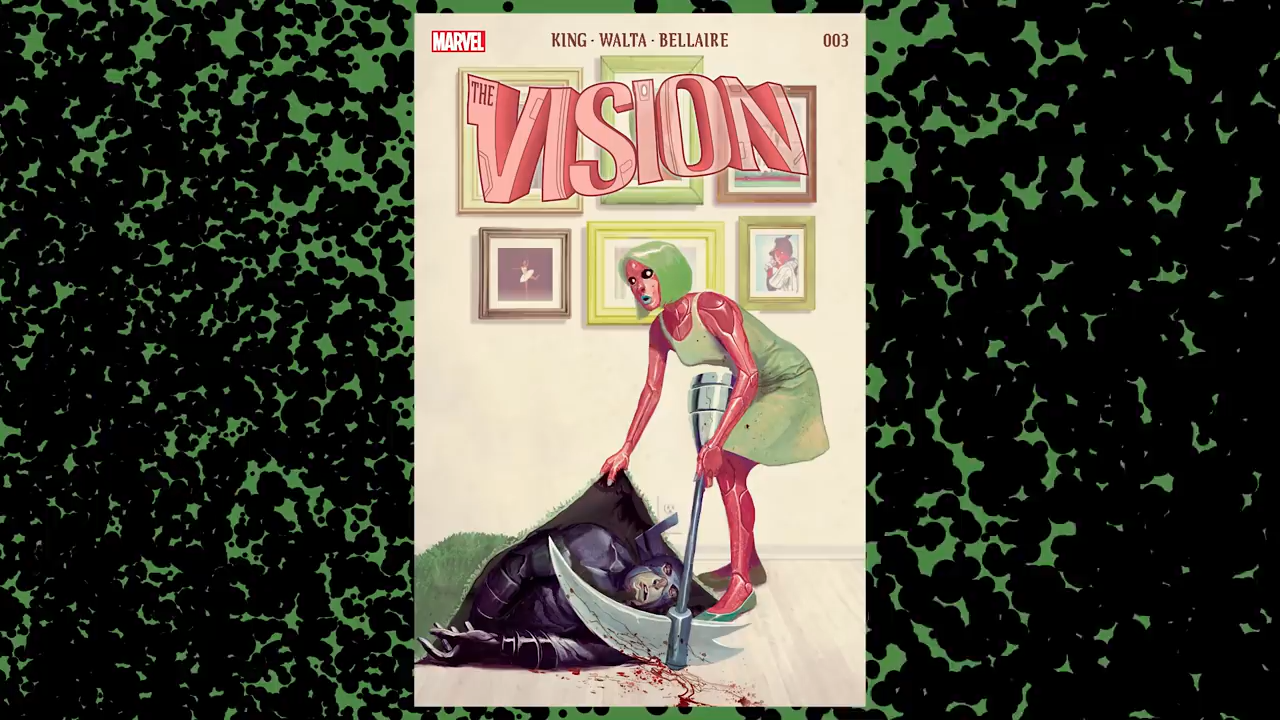 MARVEL
KING · WALTA · BELLAIRE
003
THE
VISION